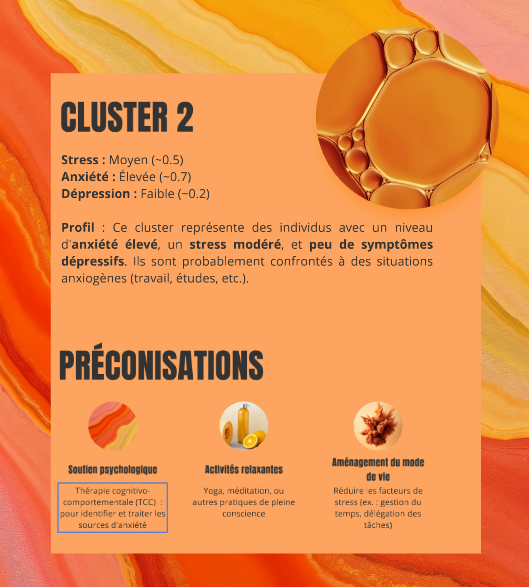 CLUSTER 2
Stress : Moyen (~0.5)
Anxiété : Élevée (~0.7)
Dépression : Faible (~0.2)
Profil : Ce cluster représente des individus avec un niveau
d'anxiété élevé, un stress modéré, et peu de symptômes
dépressifs. Ils sont probablement confrontés à des situations
anxiogènes (travail, études, etc.).
PRÉCONISATIONS
Soutien psychologique
Thérapie cognitivo-
comportementale (TCC) :
pour identifier et traiter les
sources d'anxiété
Activités relaxantes
Yoga, méditation, ou
autres pratiques de pleine
conscience
Aménagement du mode
de vie
Réduire les facteurs de
stress (ex. : gestion du
temps, délégation des
tâches)